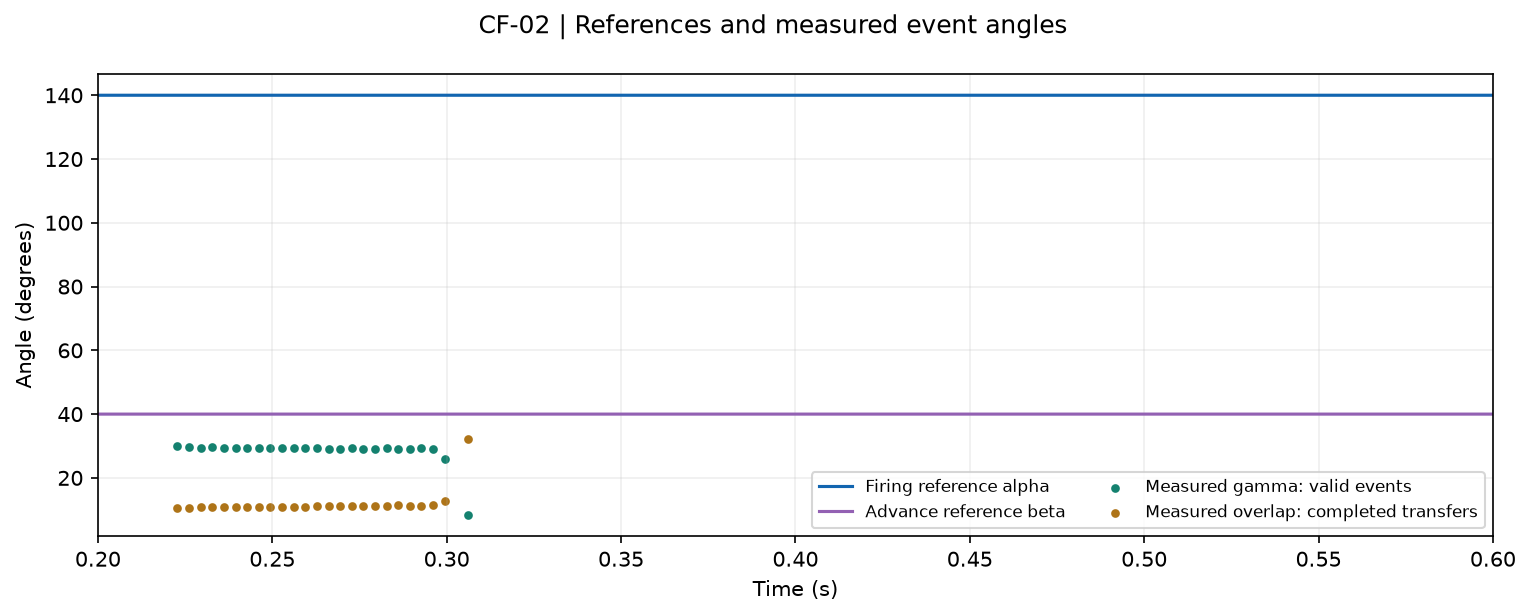 CF-02 | References and measured event angles
Angle (degrees)
140
120
100
80
60
40
20
Firing reference alpha
Advance reference beta
Measured gamma: valid events
Measured overlap: completed transfers
0.20 0.25 0.30 0.35 0.40 0.45 0.50 0.55 0.60
Time (s)